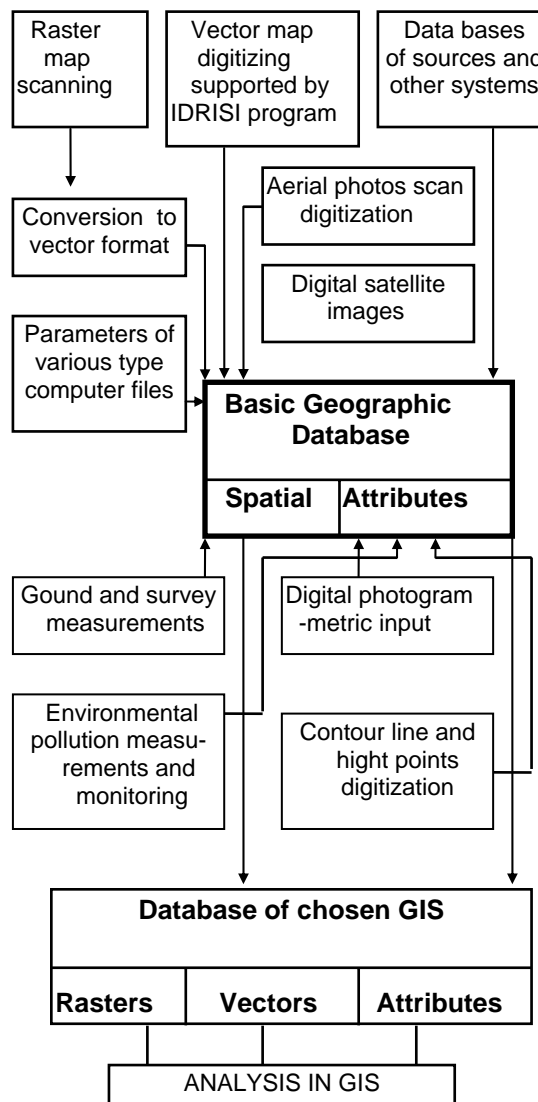 Raster
map
scanning
Vector map
digitizing
supported by
IDRISI program
Data bases
of sources and
other systems
Aerial photos scan
digitization
Conversion to
vector format
Digital satellite
images
Parameters of
various type
computer files
Basic Geographic
Database
Spatial
Attributes
Gound and survey
measurements
Digital photogram
-metric input
Environmental
pollution measu-
rements and
monitoring
Contour line and
hight points
digitization
Database of chosen GIS
Rasters
Vectors
Attributes
ANALYSIS IN GIS